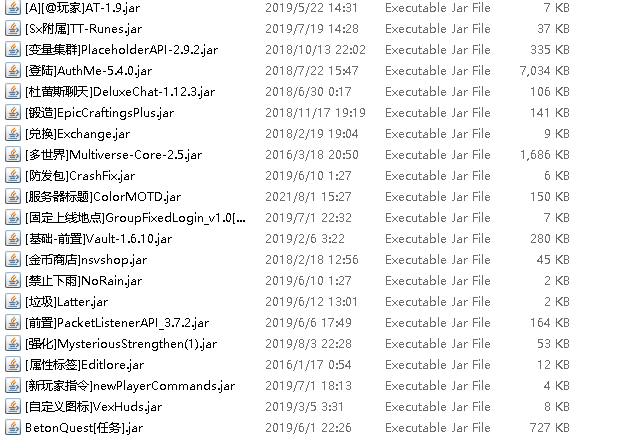 [A][@玩家]AT-1.9.jar 2019/5/22 14:31 Executable Jar File 7 KB
[Sx附属]TT-Runes.jar 2019/7/19 14:28 Executable Jar File 37 KB
[变量集群]PlaceholderAPI-2.9.2.jar 2018/10/13 22:02 Executable Jar File 335 KB
[登陆]AuthMe-5.4.0.jar 2018/7/22 15:47 Executable Jar File 7,034 KB
[杜蕾斯聊天]DeluxeChat-1.12.3.jar 2018/6/30 0:17 Executable Jar File 106 KB
[锻造]EpicCraftingsPlus.jar 2018/11/17 19:19 Executable Jar File 141 KB
[兑换]Exchange.jar 2018/2/19 19:04 Executable Jar File 9 KB
[多世界]Multiverse-Core-2.5.jar 2016/3/18 20:50 Executable Jar File 1,686 KB
[防发包]CrashFix.jar 2019/6/10 1:27 Executable Jar File 6 KB
[服务器标题]ColorMOTD.jar 2021/8/1 15:27 Executable Jar File 150 KB
[固定上线地点]GroupFixedLogin_v1.0[... 2019/7/1 22:32 Executable Jar File 7 KB
[基础-前置]Vault-1.6.10.jar 2019/2/6 3:22 Executable Jar File 280 KB
[金币商店]nsvshop.jar 2018/2/18 12:56 Executable Jar File 45 KB
[禁止下雨]NoRain.jar 2019/6/10 1:27 Executable Jar File 2 KB
[垃圾]Latter.jar 2019/6/12 13:01 Executable Jar File 2 KB
[前置]PacketListenerAPI_3.7.2.jar 2019/6/6 17:49 Executable Jar File 164 KB
[强化]MysteriousStrengthen(1).jar 2019/8/3 22:28 Executable Jar File 53 KB
[属性标签]Editlore.jar 2016/1/17 0:54 Executable Jar File 12 KB
[新玩家指令]newPlayerCommands.jar 2019/7/1 18:13 Executable Jar File 4 KB
[自定义图标]VexHuds.jar 2019/3/5 3:31 Executable Jar File 8 KB
BetonQuest[任务].jar 2019/6/1 22:26 Executable Jar File 727 KB